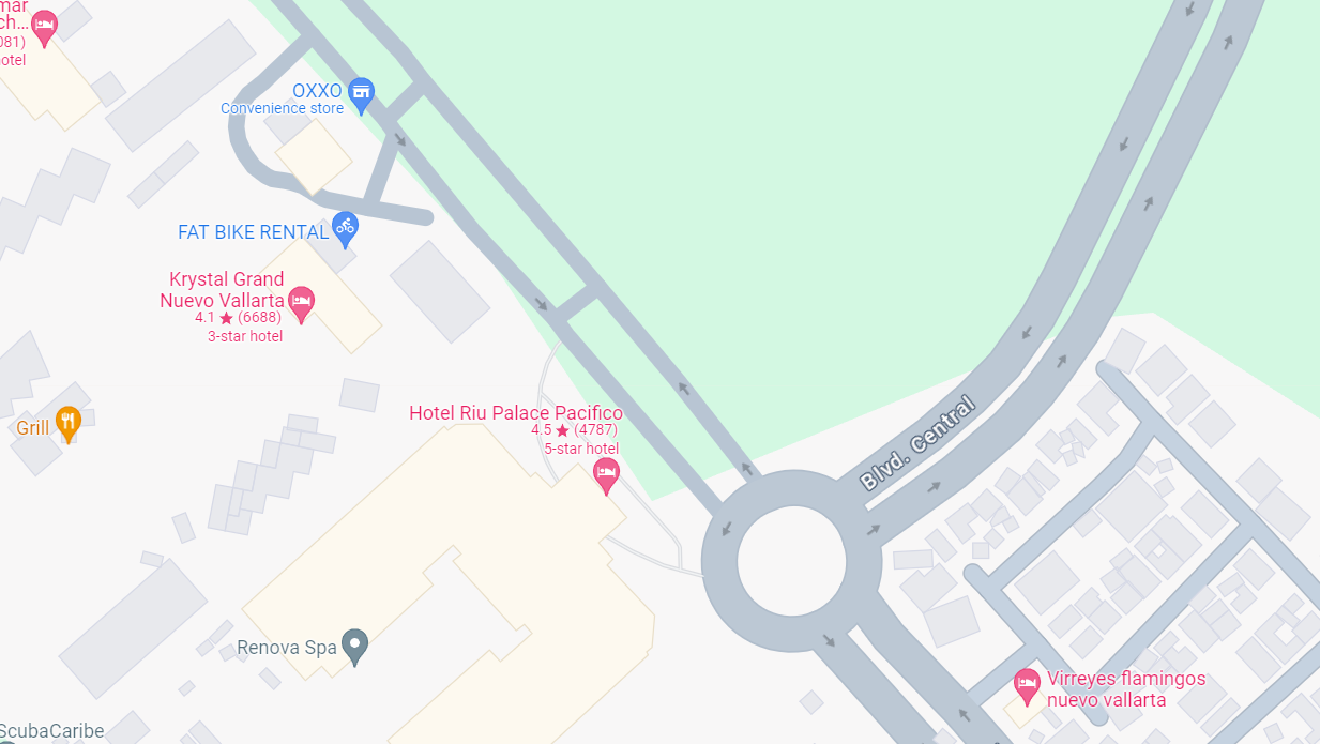 mar
ch...
081)
otel
OXXO
Convenience store
FAT BIKE RENTAL
Krystal Grand
Nuevo Vallarta
4.1 ★ (6688)
3-star hotel
Hotel Riu Palace Pacifico
4.5 ★ (4787)
5-star hotel
Grill
Blvd. Central
Renova Spa
Virreyes flamingos
nuevo vallarta
ScubaCaribe